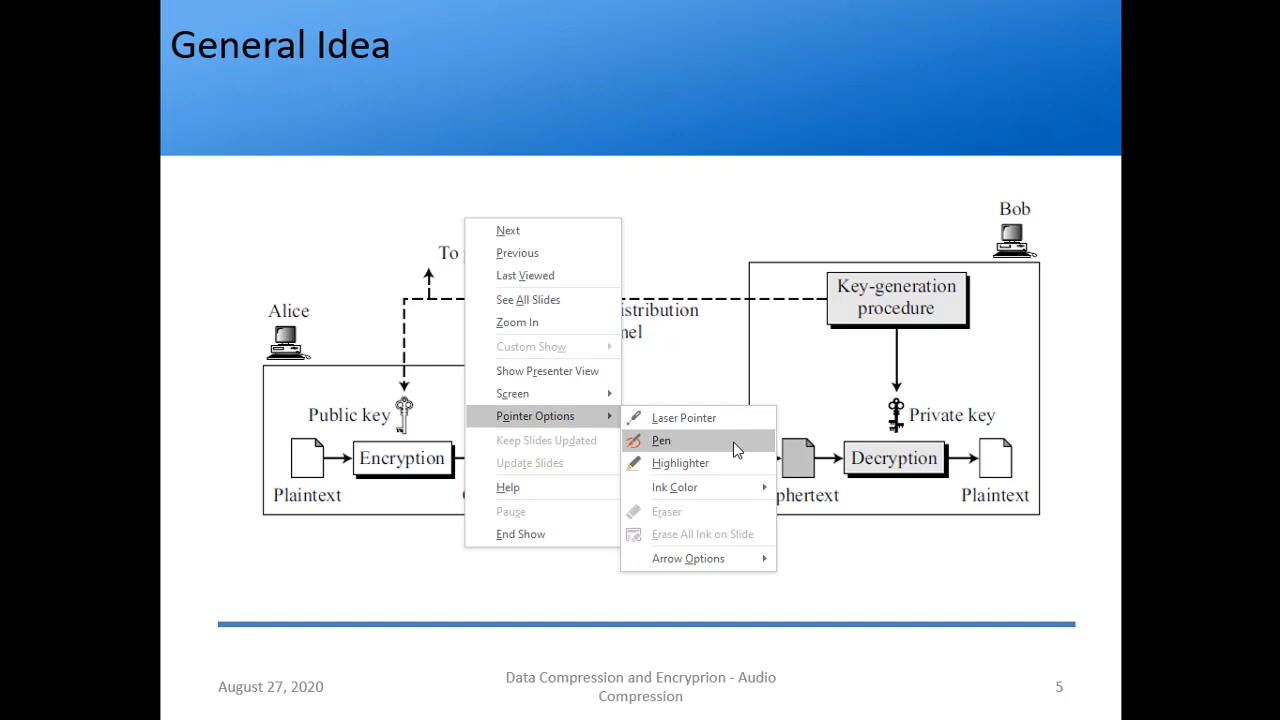 General Idea
Bob
To
Alice
Key-generation
procedure
istribution
nel
Public key
Private key
Encryption
Decryption
Plaintext
phertext
Plaintext
Next
Previous
Last Viewed
See All Slides
Zoom In
Custom Show
Show Presenter View
Screen
Pointer Options
Keep Slides Updated
Update Slides
Help
Pause
End Show
Laser Pointer
Pen
Highlighter
Ink Color
Eraser
Erase All Ink on Slide
Arrow Options
August 27, 2020
Data Compression and Encryprion - Audio
Compression
5